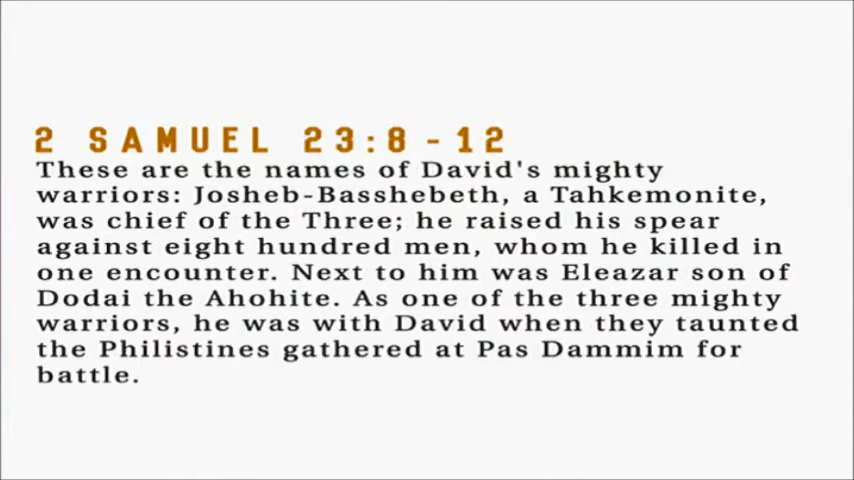 2 SAMUEL 23:8-12
These are the names of David's mighty
warriors: Josheb-Basshebeth, a Tahkemonite,
was chief of the Three; he raised his spear
against eight hundred men, whom he killed in
one encounter. Next to him was Eleazar son of
Dodai the Ahohite. As one of the three mighty
warriors, he was with David when they taunted
the Philistines gathered at Pas Dammim for
battle.